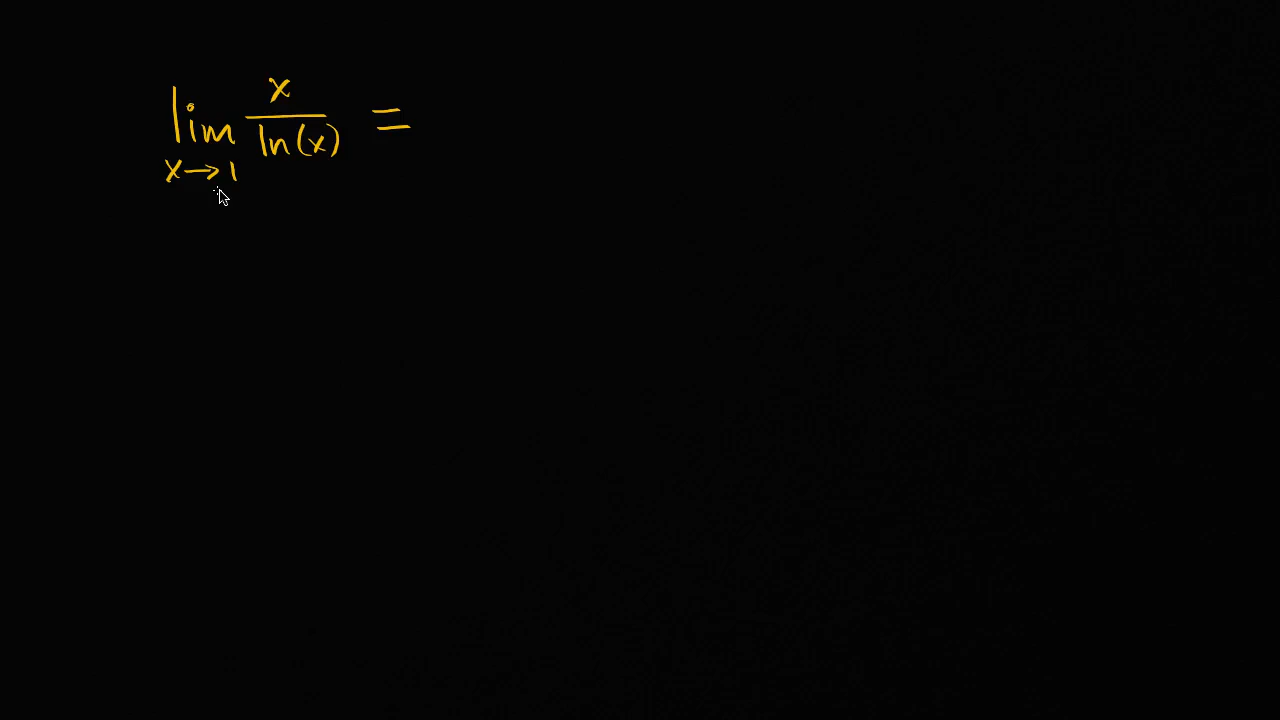 lim x/ln(x) =
x→1